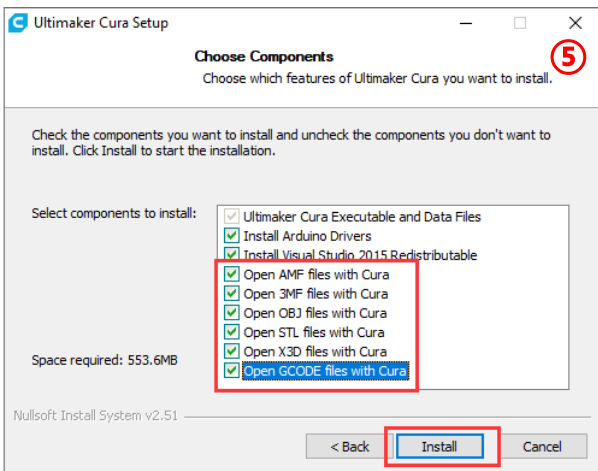 Ultimaker Cura Setup
⑤
Choose Components
Choose which features of Ultimaker Cura you want to install.
Check the components you want to install and uncheck the components you don't want to
install. Click Install to start the installation.
Select components to install:
Ultimaker Cura Executable and Data Files
Install Arduino Drivers
Install Visual Studio 2015 Redistributable
Open AMF files with Cura
Open 3MF files with Cura
Open OBJ files with Cura
Open STL files with Cura
Open X3D files with Cura
Open GCODE files with Cura
Space required: 553.6MB
Nullsoft Install System v2.51
< Back Install Cancel